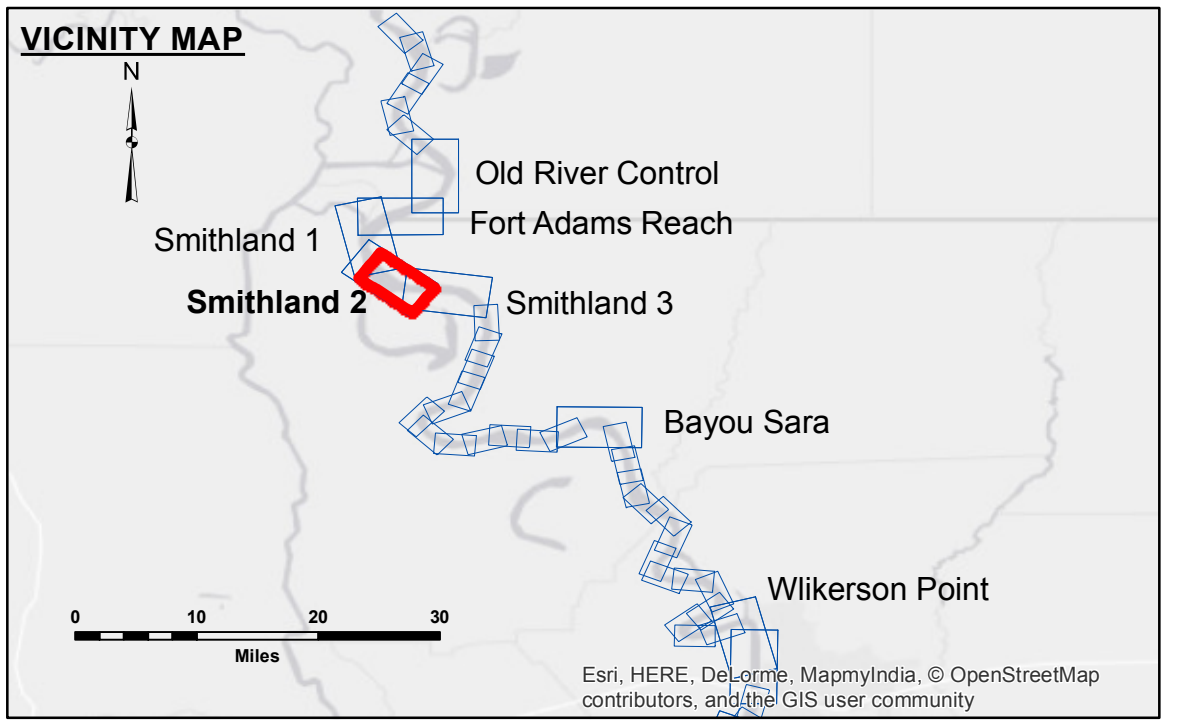 VICINITY MAP
N
Old River Control
Fort Adams Reach
Smithland 1
Smithland 2
Smithland 3
Bayou Sara
Wlikerson Point
0 10 20 30
Miles
Esri, HERE, DeLorme, MapmyIndia, © OpenStreetMap
contributors, and the GIS user community